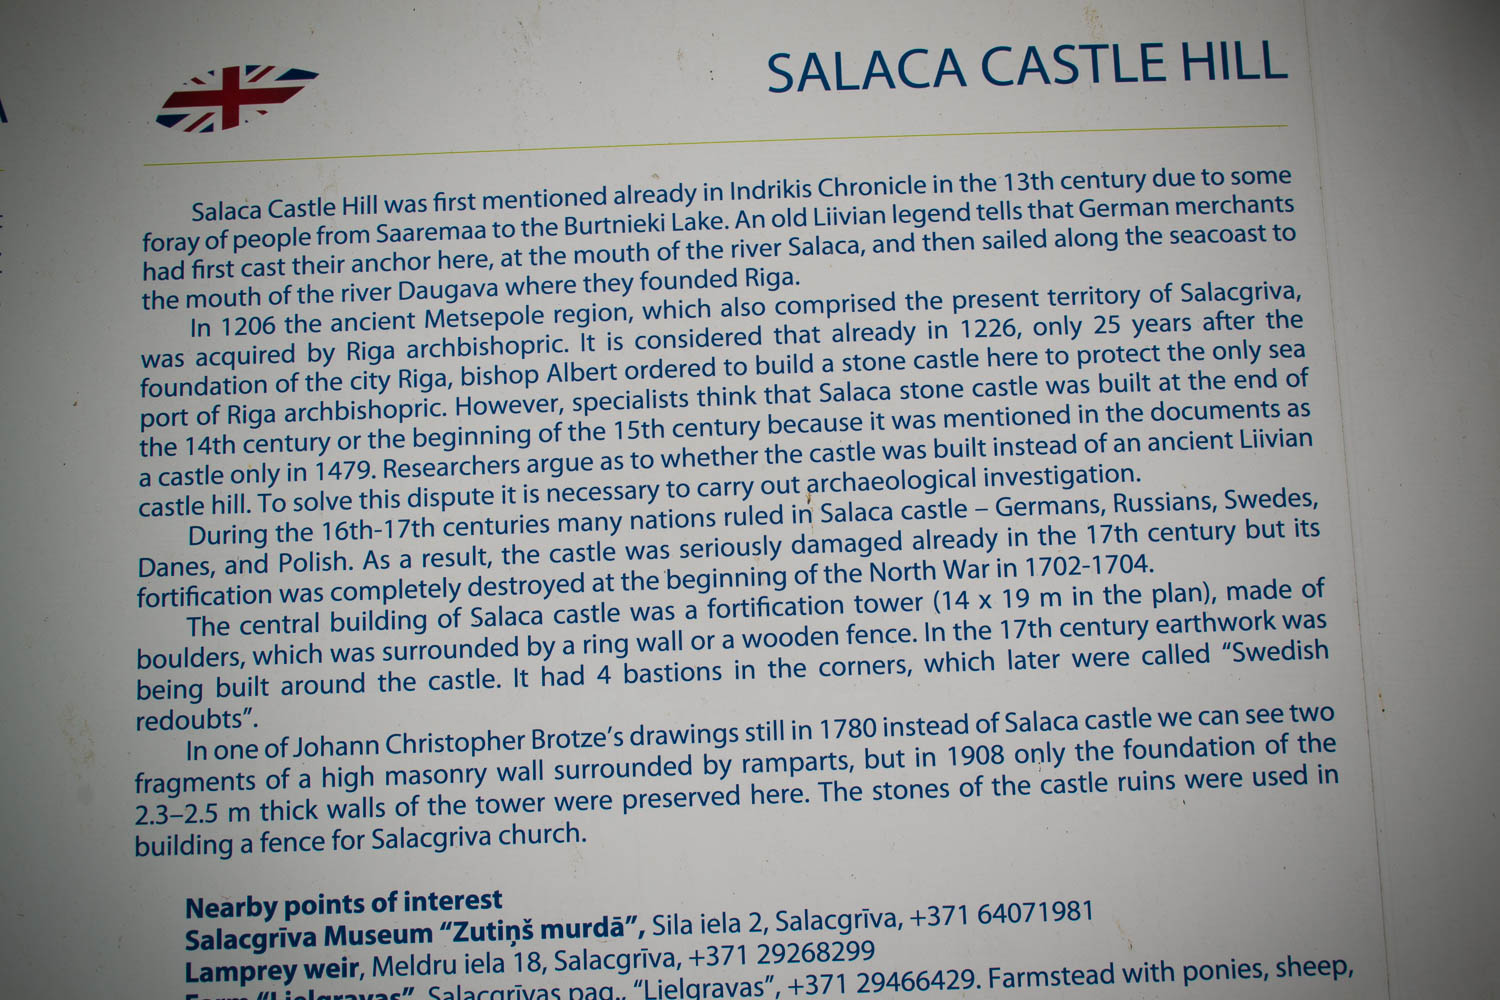 SALACA CASTLE HILL
Salaca Castle Hill was first mentioned already in Indrikis Chronicle in the 13th century due to some
foray of people from Saaremaa to the Burtnieki Lake. An old Liivian legend tells that German merchants
had first cast their anchor here, at the mouth of the river Salaca, and then sailed along the seacoast to
the mouth of the river Daugava where they founded Riga.
In 1206 the ancient Metsepole region, which also comprised the present territory of Salacgriva,
was acquired by Riga archbishopric. It is considered that already in 1226, only 25 years after the
foundation of the city Riga, bishop Albert ordered to build a stone castle here to protect the only sea
port of Riga archbishopric. However, specialists think that Salaca stone castle was built at the end of
the 14th century or the beginning of the 15th century because it was mentioned in the documents as
a castle only in 1479. Researchers argue as to whether the castle was built instead of an ancient Liivian
castle hill. To solve this dispute it is necessary to carry out archaeological investigation.
During the 16th-17th centuries many nations ruled in Salaca castle – Germans, Russians, Swedes,
Danes, and Polish. As a result, the castle was seriously damaged already in the 17th century but its
fortification was completely destroyed at the beginning of the North War in 1702-1704.
The central building of Salaca castle was a fortification tower (14 x 19 m in the plan), made of
boulders, which was surrounded by a ring wall or a wooden fence. In the 17th century earthwork was
being built around the castle. It had 4 bastions in the corners, which later were called “Swedish
redoubts”.
In one of Johann Christopher Brotze’s drawings still in 1780 instead of Salaca castle we can see two
fragments of a high masonry wall surrounded by ramparts, but in 1908 only the foundation of the
2.3–2.5 m thick walls of the tower were preserved here. The stones of the castle ruins were used in
building a fence for Salacgriva church.
Nearby points of interest
Salacgrīva Museum “Zutiņš murdā”, Sila iela 2, Salacgrīva, +371 64071981
Lamprey weir, Meldru iela 18, Salacgrīva, +371 29268299
Farm “Lielgravas”, Salacgrīvas pag., “Lielgravas”, +371 29466429. Farmstead with ponies, sheep,